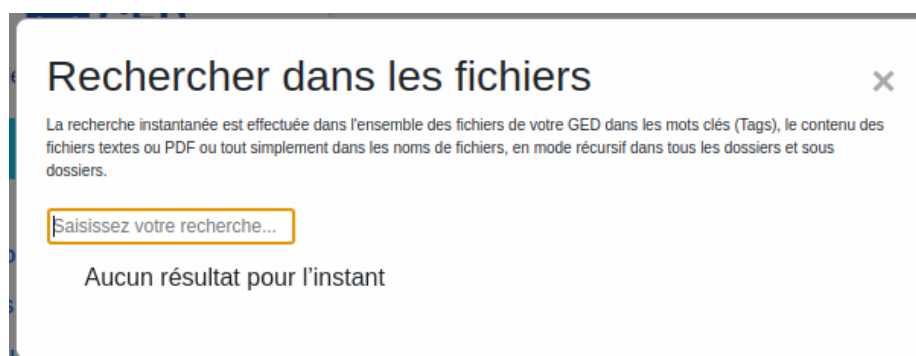 Rechercher dans les fichiers
×
La recherche instantanée est effectuée dans l'ensemble des fichiers de votre GED dans les mots clés (Tags), le contenu des
fichiers textes ou PDF ou tout simplement dans les noms de fichiers, en mode récursif dans tous les dossiers et sous
dossiers.
Saisissez votre recherche...
Aucun résultat pour l'instant